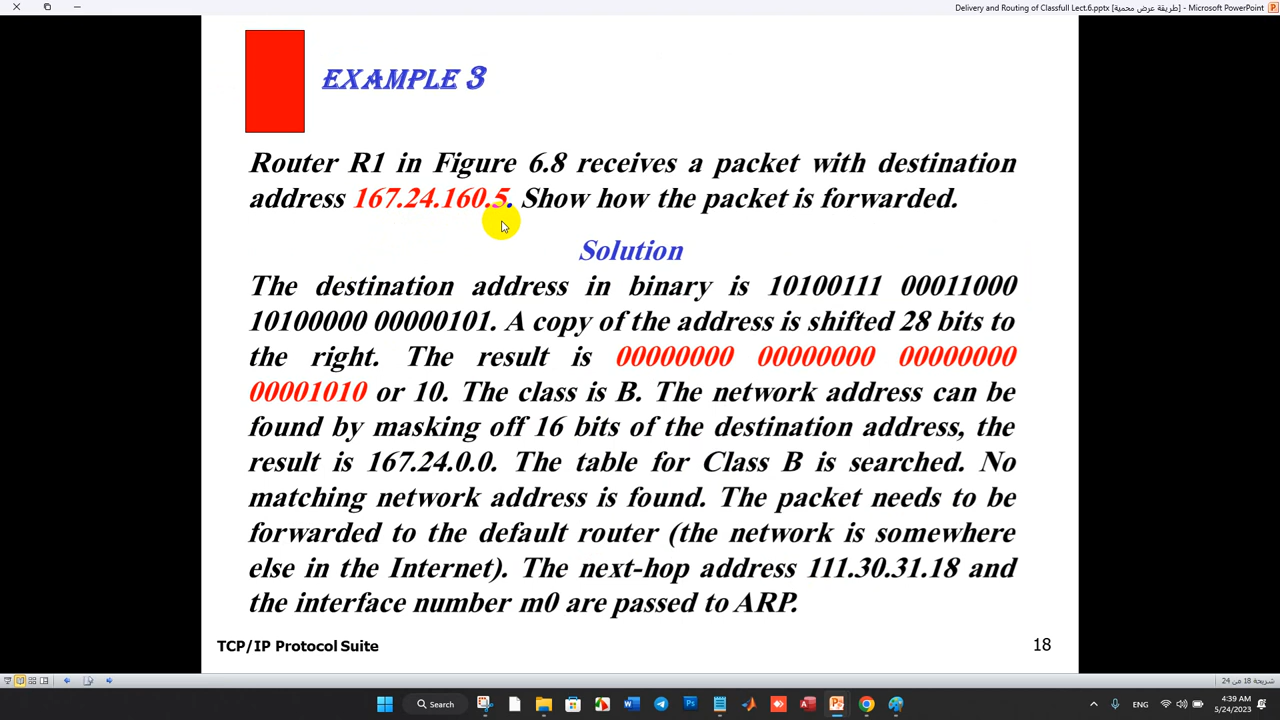 Delivery and Routing of Classfull Lect.6.pptx [طريقة عرض محمية] - Microsoft PowerPoint
EXAMPLE 3
Router R1 in Figure 6.8 receives a packet with destination
address 167.24.160.5. Show how the packet is forwarded.
Solution
The destination address in binary is 10100111 00011000
10100000 00000101. A copy of the address is shifted 28 bits to
the right. The result is 00000000 00000000 00000000
00001010 or 10. The class is B. The network address can be
found by masking off 16 bits of the destination address, the
result is 167.24.0.0. The table for Class B is searched. No
matching network address is found. The packet needs to be
forwarded to the default router (the network is somewhere
else in the Internet). The next-hop address 111.30.31.18 and
the interface number m0 are passed to ARP.
TCP/IP Protocol Suite
18
شريحة 18 من 24
Search
ENG
4:39 AM
5/24/2023